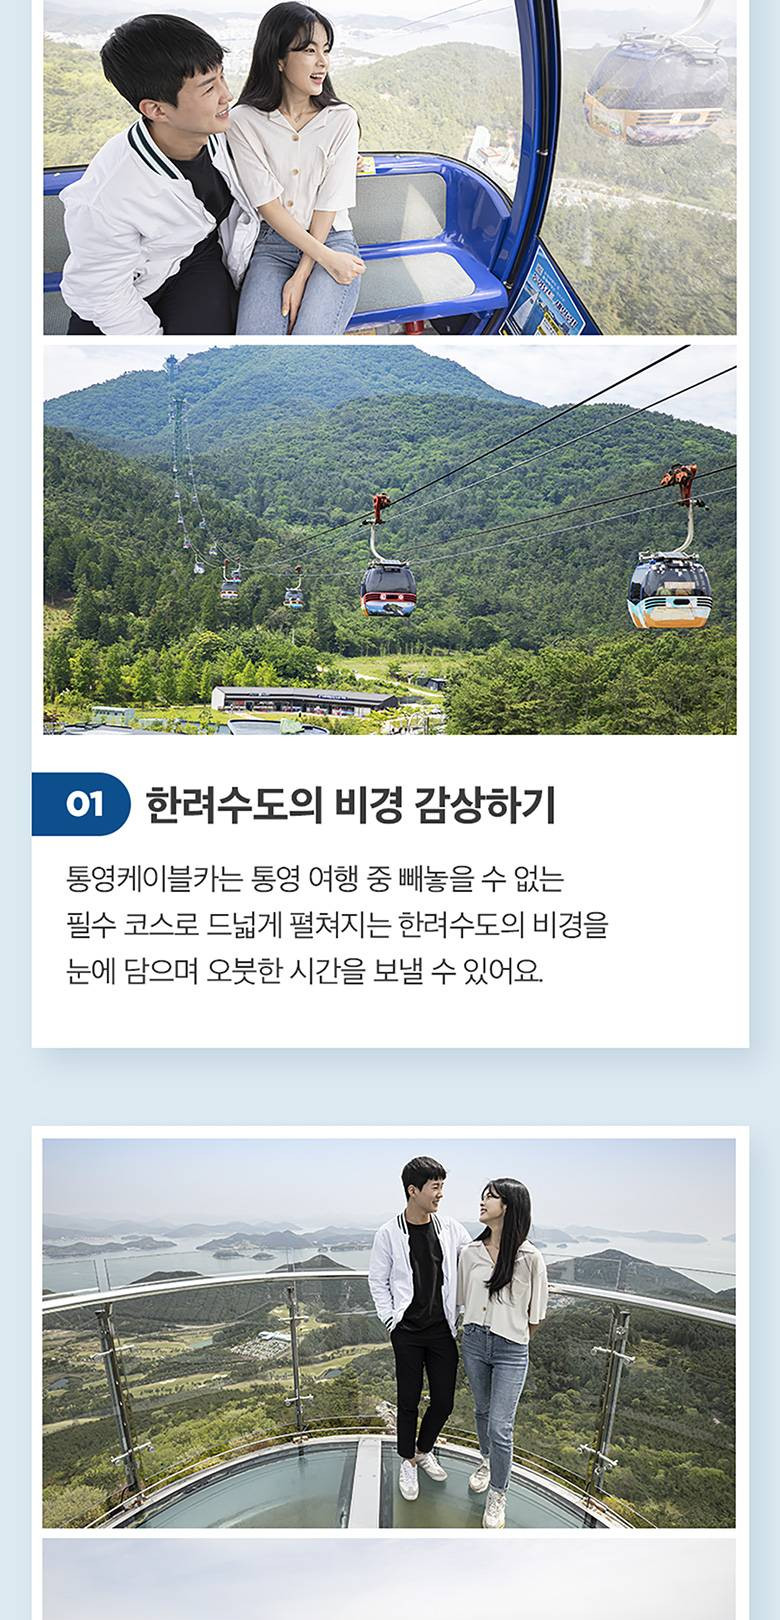 01 한려수도의 비경 감상하기
통영케이블카는 통영 여행 중 빼놓을 수 없는
필수 코스로 드넓게 펼쳐지는 한려수도의 비경을
눈에 담으며 오붓한 시간을 보낼 수 있어요.